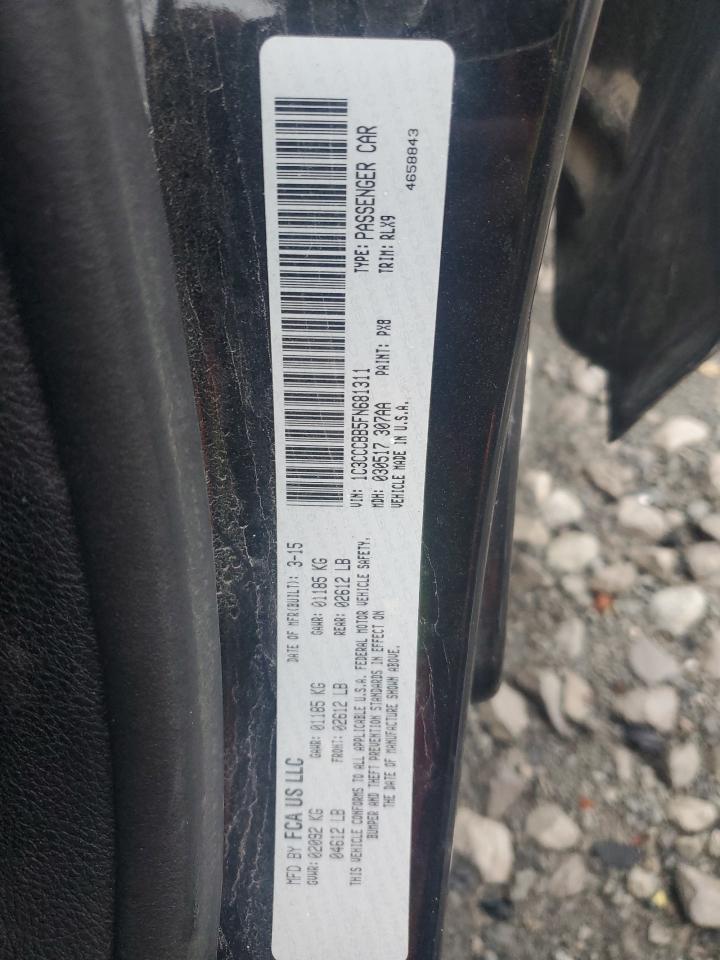 MFD BY FCA US LLC
DATE OF MFR(BUILT): 3-15
GVWR: 02092 KG
GAWR: 01185 KG
GAWR: 01185 KG
04612 LB
FRONT: 02612 LB
REAR: 02612 LB
THIS VEHICLE CONFORMS TO ALL APPLICABLE U.S.A. FEDERAL MOTOR VEHICLE SAFETY,
BUMPER AND THEFT PREVENTION STANDARDS IN EFFECT ON
THE DATE OF MANUFACTURE SHOWN ABOVE.
VIN: 1C3CCCBB5FN681311
TYPE: PASSENGER CAR
MDH: 030517 307AA
PAINT: PX8
TRIM: RLX9
VEHICLE MADE IN U.S.A.
4658843